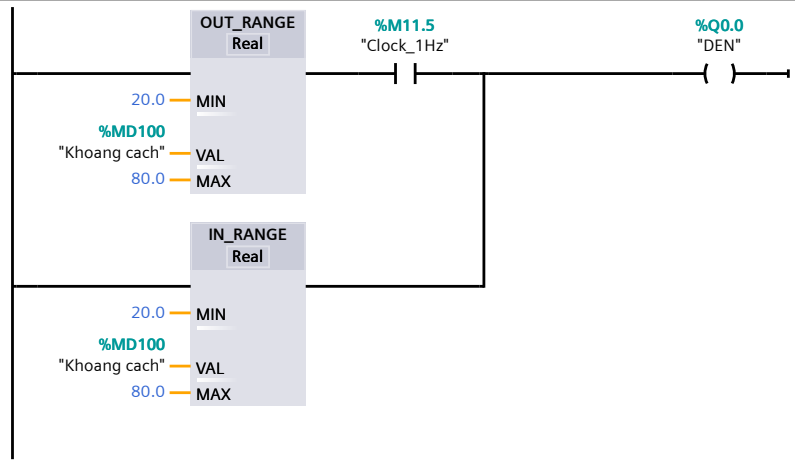 OUT_RANGE
Real
%M11.5
"Clock_1Hz"
%Q0.0
"DEN"
20.0 MIN
%MD100
"Khoang cach" VAL
80.0 MAX
IN_RANGE
Real
20.0 MIN
%MD100
"Khoang cach" VAL
80.0 MAX